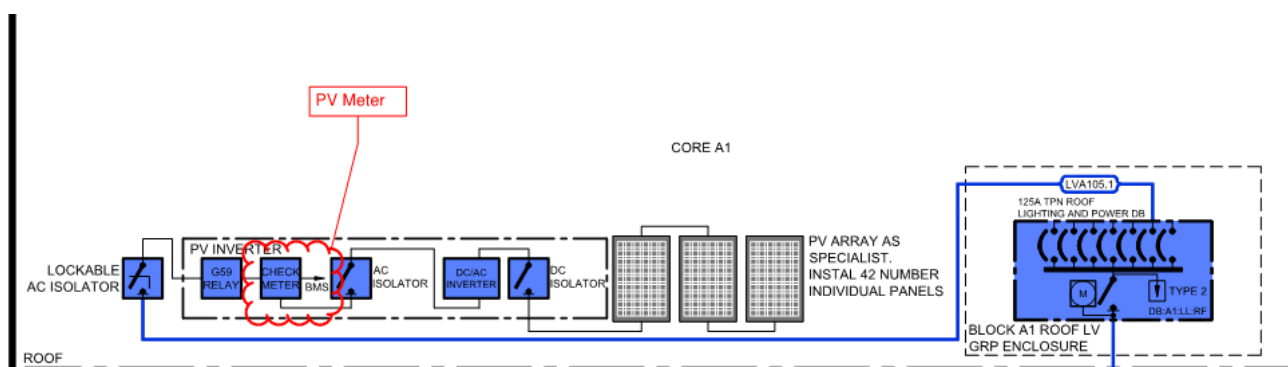 PV Meter
CORE A1
LVA105.1
125A TPN ROOF
LIGHTING AND POWER DB
PV INVERTER
LOCKABLE
AC ISOLATOR
G59
RELAY
CHECK
METER
BMS
AC
ISOLATOR
DC/AC
INVERTER
DC
ISOLATOR
PV ARRAY AS
SPECIALIST.
INSTAL 42 NUMBER
INDIVIDUAL PANELS
M
TYPE 2
DB:A1:LL:RF
BLOCK A1 ROOF LV
GRP ENCLOSURE
ROOF